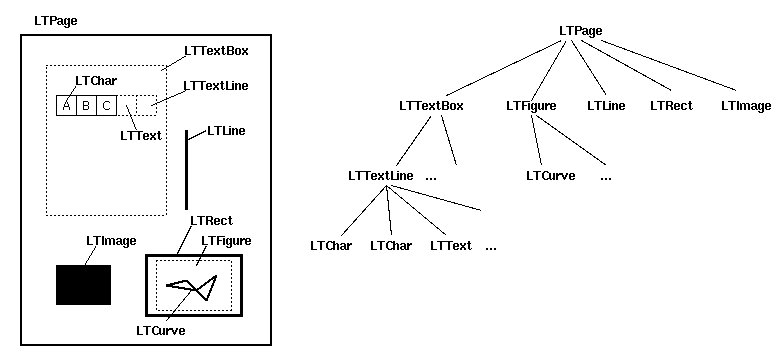 LTPage
LTTextBox
LTChar
LTTextLine
A B C
LTText
LTLine
LTRect
LTImage
LTFigure
LTCurve
LTPage
LTTextBox LTFigure LTLine LTRect LTImage
LTTextLine ... LTCurve ...
LTChar LTChar LTText ...